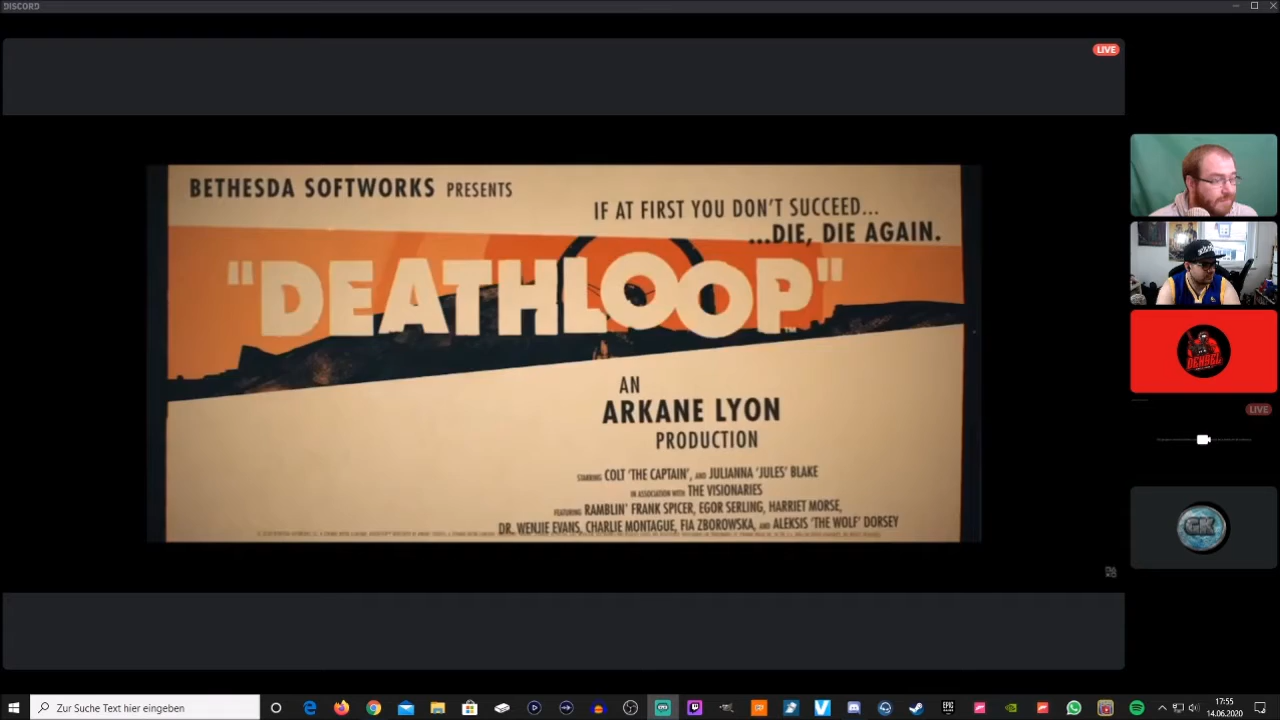 DISCORD
LIVE
BETHESDA SOFTWORKS PRESENTS
IF AT FIRST YOU DON'T SUCCEED...
...DIE, DIE AGAIN.
"DEATHLOOP"
TM
AN
ARKANE LYON
PRODUCTION
STARRING COLT 'THE CAPTAIN', AND JULIANNA 'JULES' BLAKE
IN ASSOCIATION WITH THE VISIONARIES
FEATURING RAMBLIN' FRANK SPICER, EGOR SERLING, HARRIET MORSE,
DR. WENJIE EVANS, CHARLIE MONTAGUE, FIA ZBOROWSKA, AND ALEKSIS 'THE WOLF' DORSEY
LIVE
GK
Zur Suche Text hier eingeben
EPIC
17:55
14.06.2020